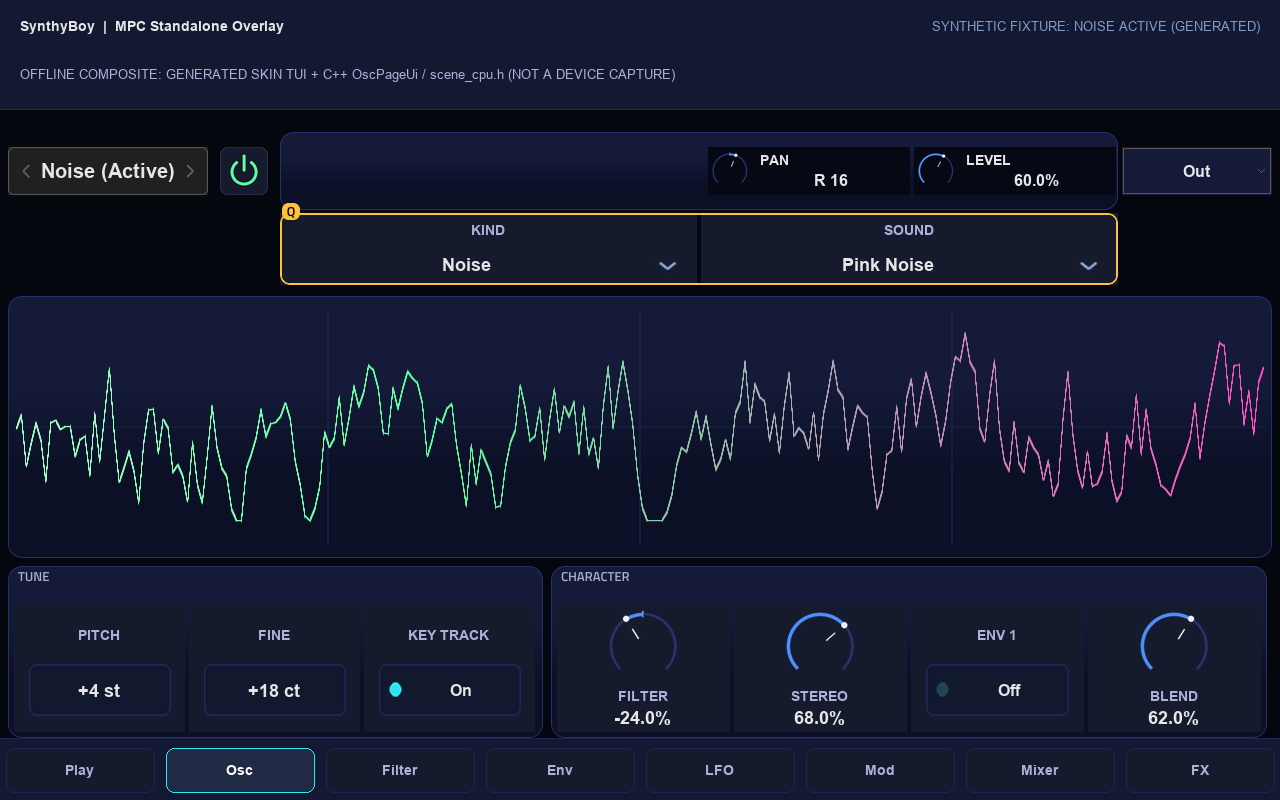 SynthyBoy | MPC Standalone Overlay
SYNTHETIC FIXTURE: NOISE ACTIVE (GENERATED)
OFFLINE COMPOSITE: GENERATED SKIN TUI + C++ OscPageUi / scene_cpu.h (NOT A DEVICE CAPTURE)
Noise (Active)
PAN
R 16
LEVEL
60.0%
Out
Q
KIND
Noise
SOUND
Pink Noise
TUNE
PITCH
+4 st
FINE
+18 ct
KEY TRACK
On
CHARACTER
FILTER
-24.0%
STEREO
68.0%
ENV 1
Off
BLEND
62.0%
Play
Osc
Filter
Env
LFO
Mod
Mixer
FX